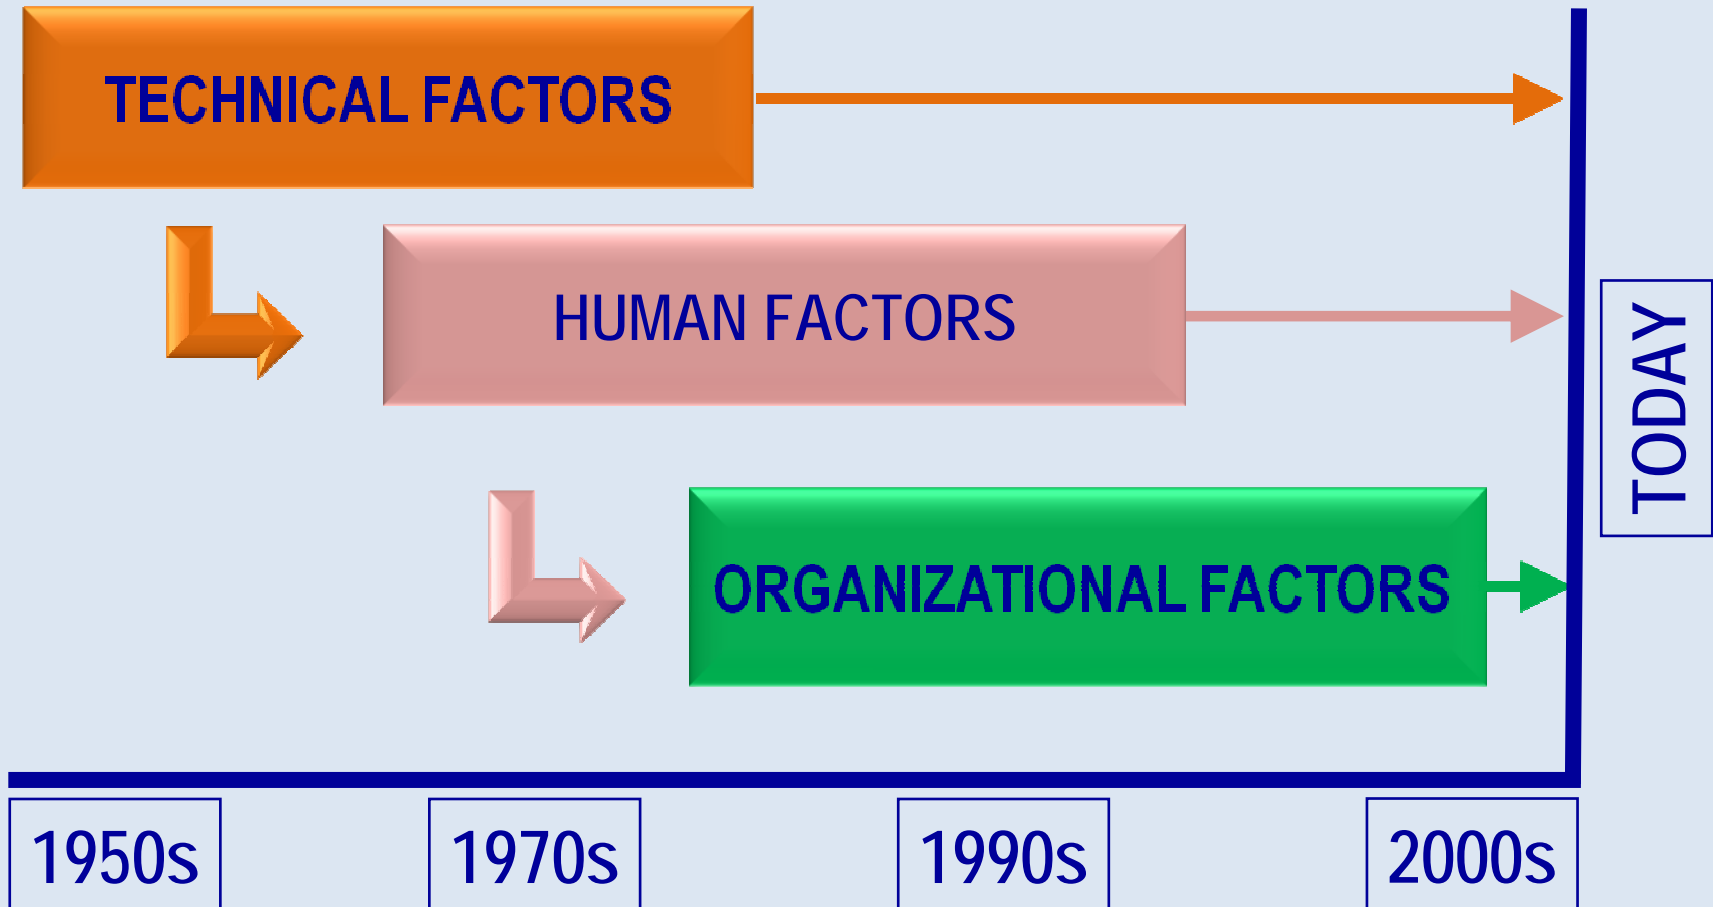 TECHNICAL FACTORS
HUMAN FACTORS
TODAY
ORGANIZATIONAL FACTORS
1950s
1970s
1990s
2000s